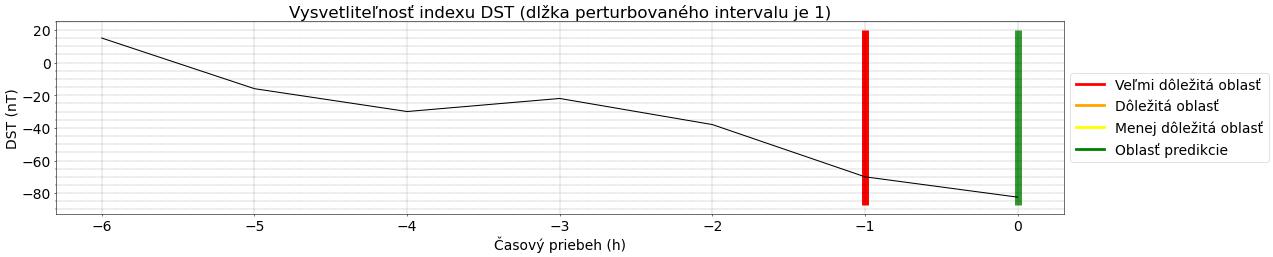 Vysvetliteľnosť indexu DST (dlžka perturbovaného intervalu je 1)
DST (nT)
20
0
−20
−40
−60
−80
−6
−5
−4
−3
−2
−1
0
Časový priebeh (h)
Veľmi dôležitá oblasť
Dôležitá oblasť
Menej dôležitá oblasť
Oblasť predikcie